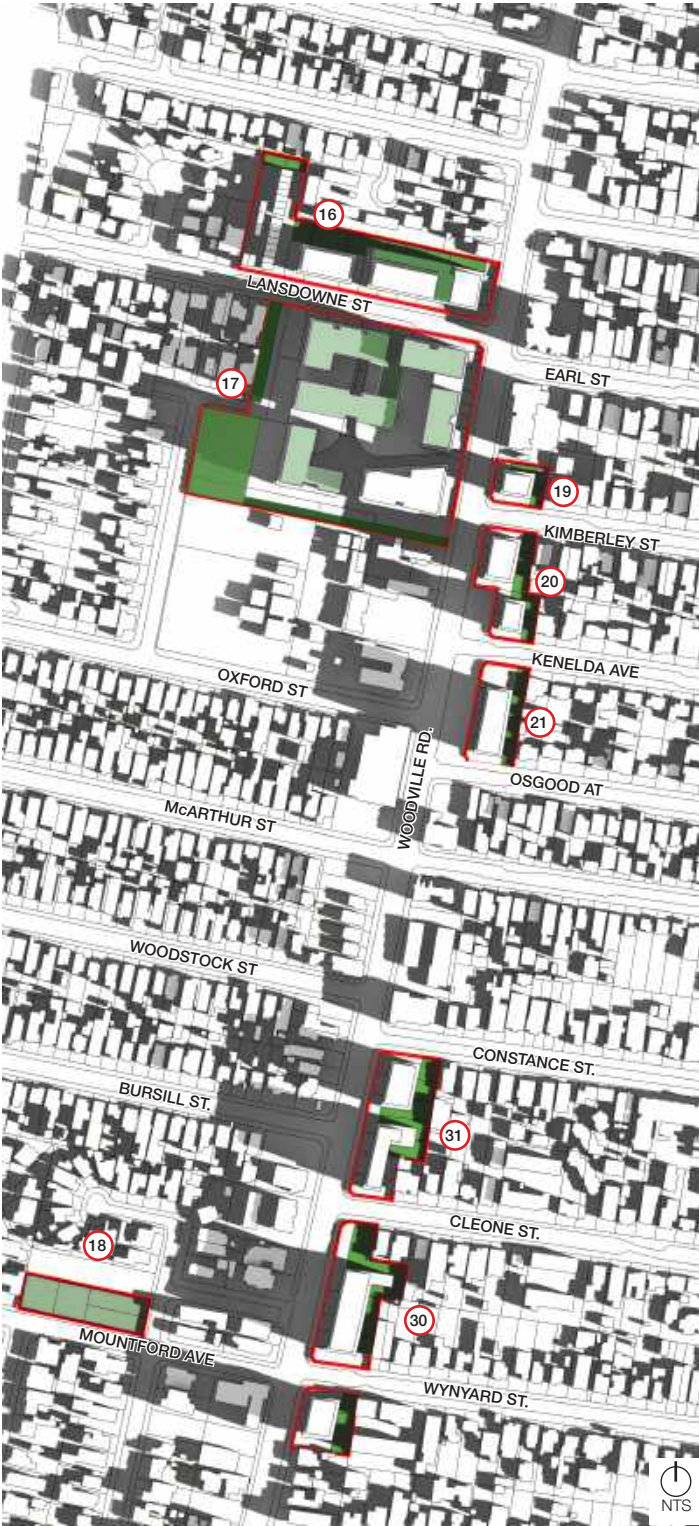 16
LANSDOWNE ST
EARL ST
17
19
KIMBERLEY ST
20
KENELDA AVE
OXFORD ST
21
WOODVILLE RD.
OSGOOD AT
McARTHUR ST
WOODSTOCK ST
CONSTANCE ST.
BURSILL ST.
31
CLEONE ST.
18
30
MOUNTFORD AVE
WYNYARD ST.
NTS